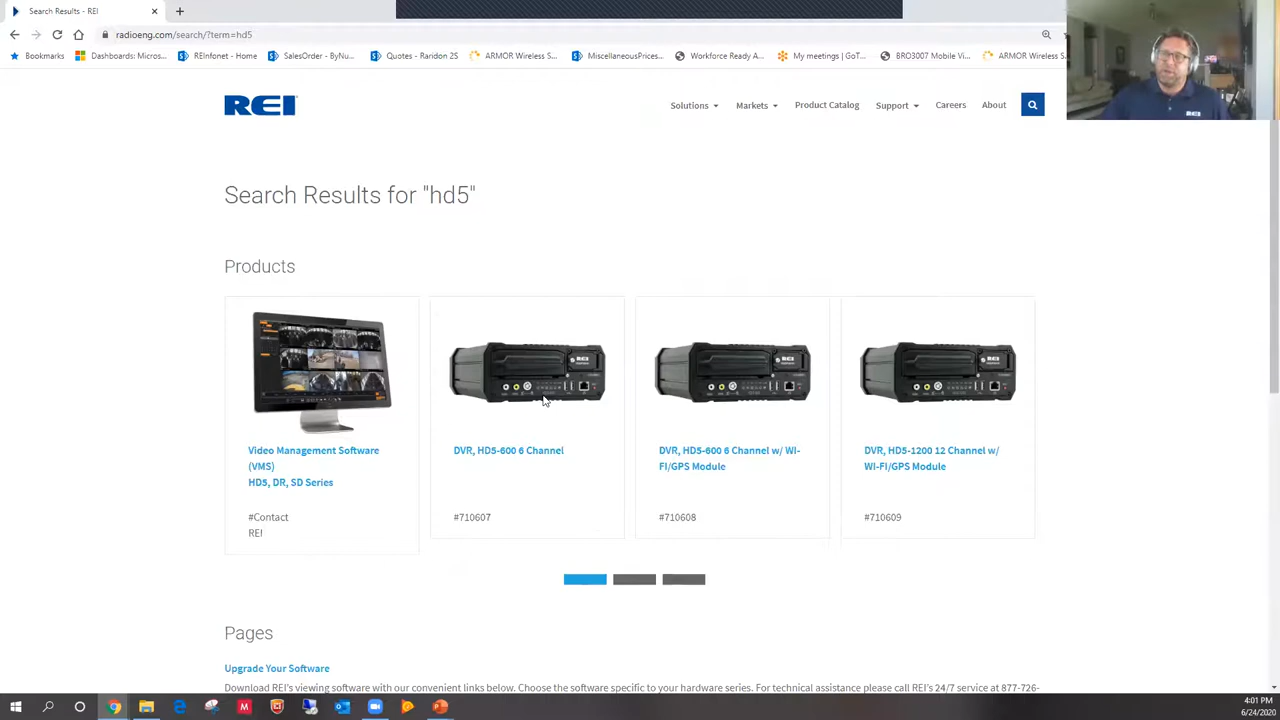 Search Results - REI
radioeng.com/search/?term=hd5
Bookmarks
Dashboards: Micros...
REInfonet - Home
SalesOrder - ByNu...
Quotes - Raridon 2S
ARMOR Wireless S...
MiscellaneousPrices...
Workforce Ready A...
My meetings | GoT...
BRO3007 Mobile Vi...
ARMOR Wireless S...
REI
Solutions
Markets
Product Catalog
Support
Careers
About
REI
Search Results for "hd5"
Products
REI
REI
REI
Video Management Software
(VMS)
HD5, DR, SD Series
#Contact
REI!
DVR, HD5-600 6 Channel
#710607
DVR, HD5-600 6 Channel w/ WI-
FI/GPS Module
#710608
DVR, HD5-1200 12 Channel w/
WI-FI/GPS Module
#710609
Pages
Upgrade Your Software
Download REI's viewing software with our convenient links below. Choose the software specific to your hardware series. For technical assistance please call REI's 24/7 service at 877-726-
4:01 PM
6/24/2020